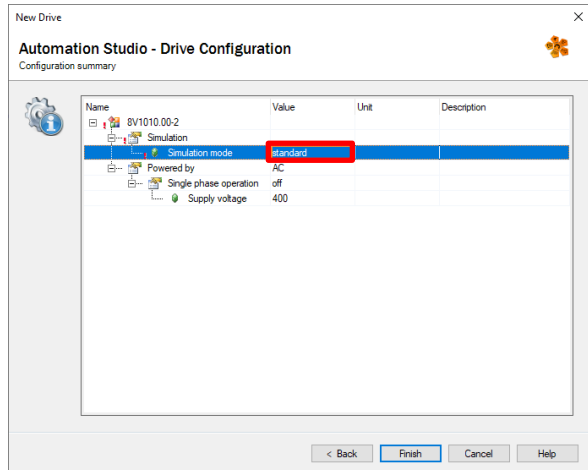 New Drive
Automation Studio - Drive Configuration
Configuration summary
Name Value Unit Description
8V1010.00-2
Simulation
Simulation mode standard
Powered by AC
Single phase operation off
Supply voltage 400
< Back Finish Cancel Help